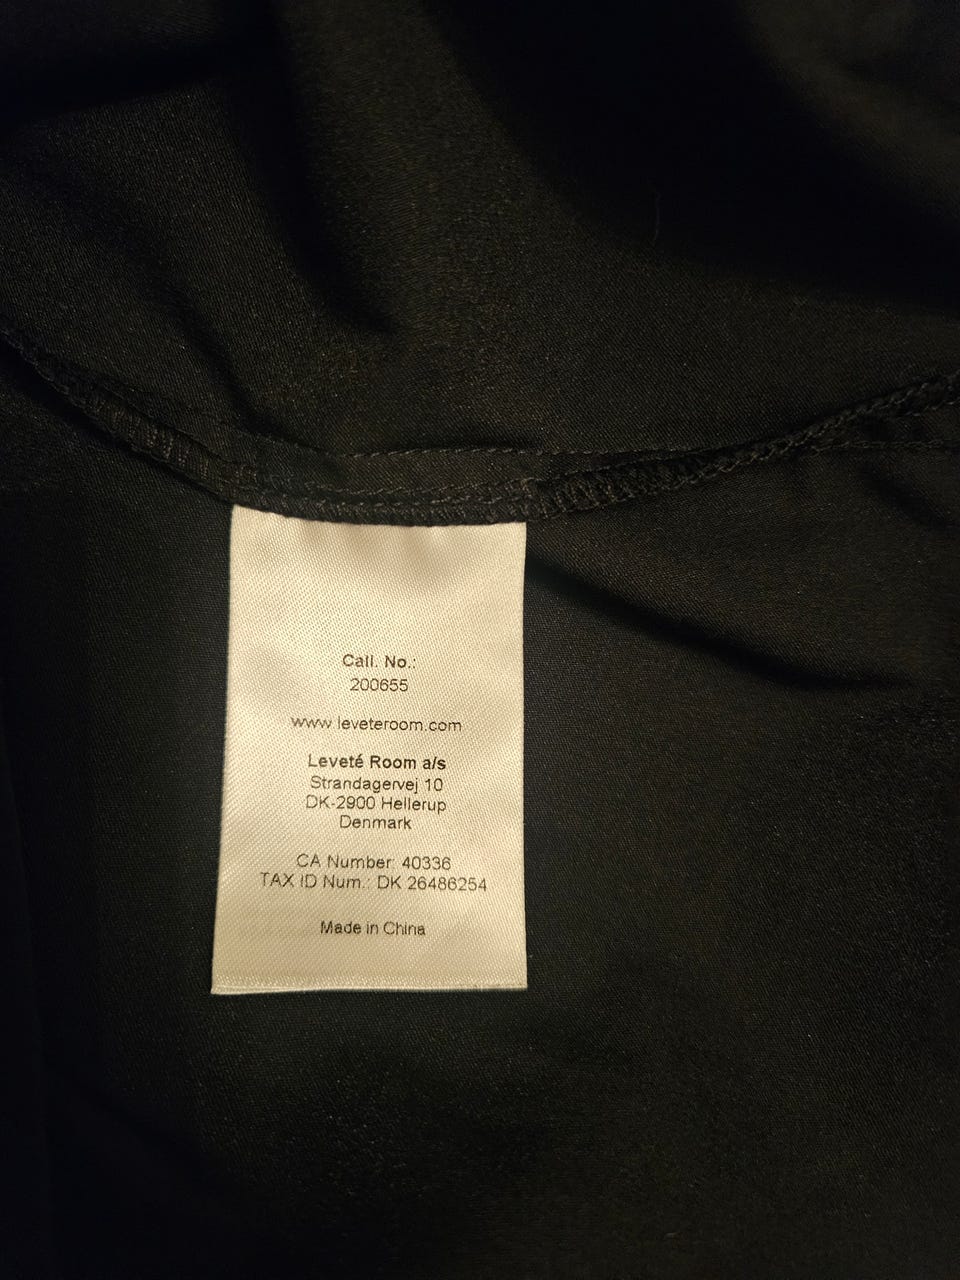 Call. No.:
200655
www.leveteroom.com
Leveté Room a/s
Strandagervej 10
DK-2900 Hellerup
Denmark
CA Number: 40336
TAX ID Num.: DK 26486254
Made in China